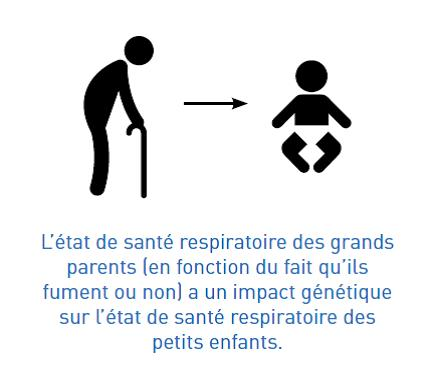 L'état de santé respiratoire des grands
parents (en fonction du fait qu'ils
fument ou non) a un impact génétique
sur l'état de santé respiratoire des
petits enfants.